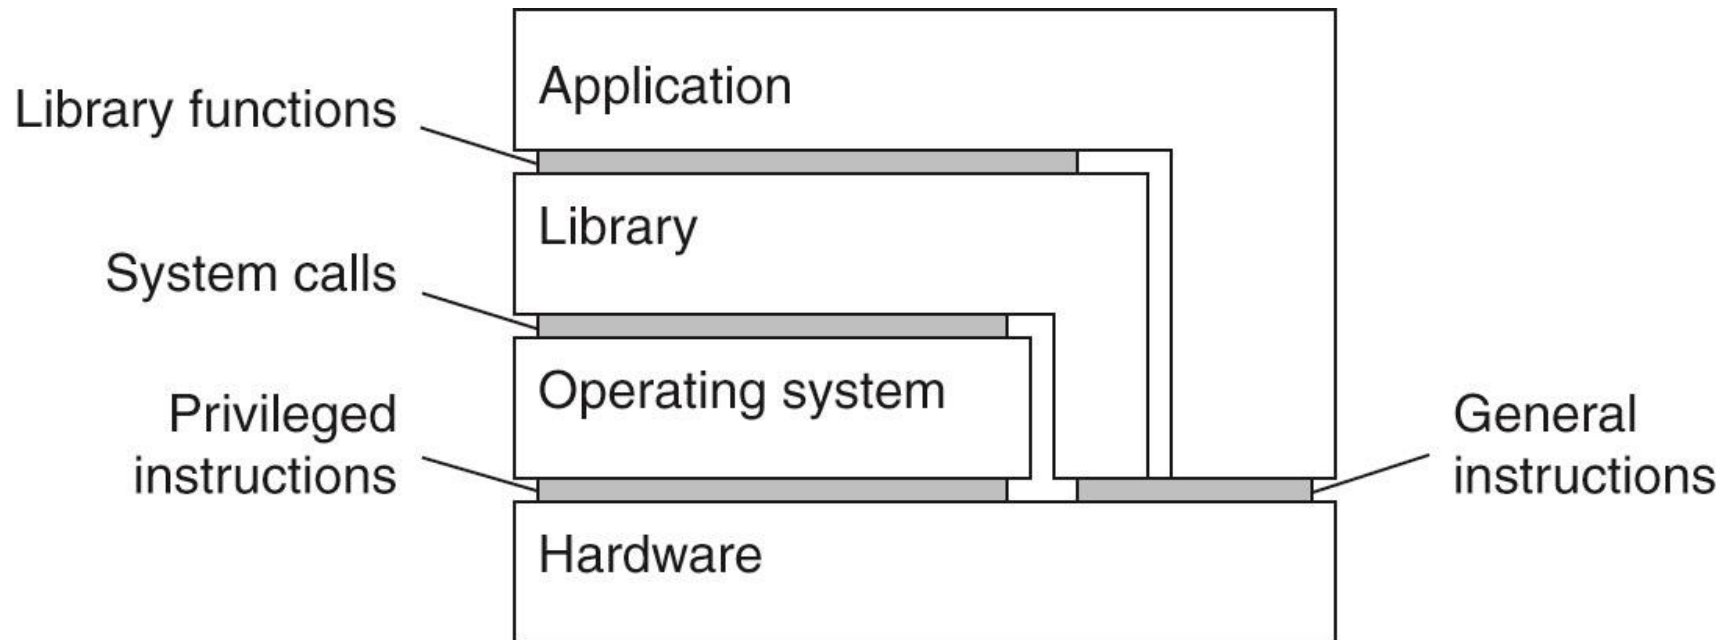 Application
Library functions
Library
System calls
Operating system
Privileged
instructions
General
instructions
Hardware